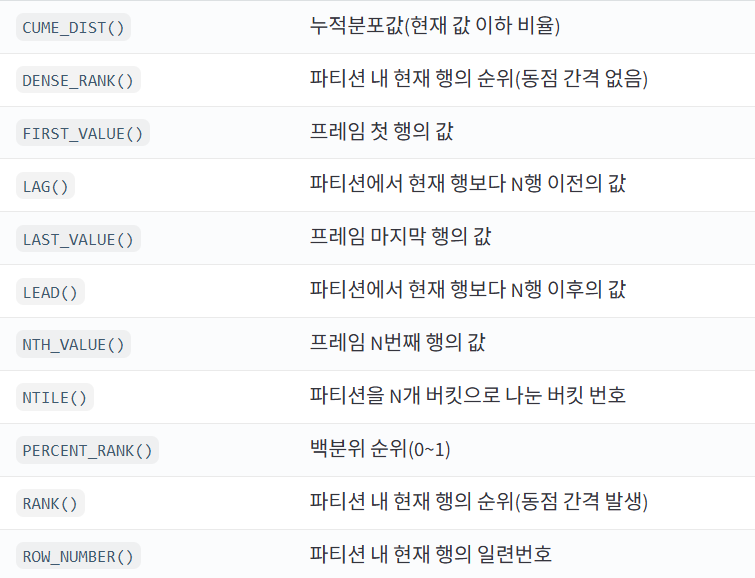 CUME_DIST() 누적분포값(현재 값 이하 비율)
DENSE_RANK() 파티션 내 현재 행의 순위(동점 간격 없음)
FIRST_VALUE() 프레임 첫 행의 값
LAG() 파티션에서 현재 행보다 N행 이전의 값
LAST_VALUE() 프레임 마지막 행의 값
LEAD() 파티션에서 현재 행보다 N행 이후의 값
NTH_VALUE() 프레임 N번째 행의 값
NTILE() 파티션을 N개 버킷으로 나눈 버킷 번호
PERCENT_RANK() 백분위 순위(0~1)
RANK() 파티션 내 현재 행의 순위(동점 간격 발생)
ROW_NUMBER() 파티션 내 현재 행의 일련번호